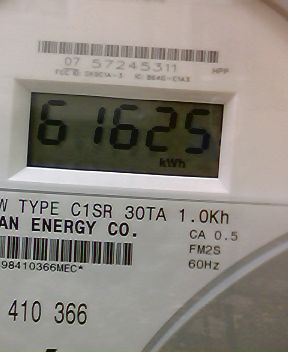 07 57245311
HPP
61625
kWh
W TYPE C1SR 30TA 1.0Kh
AN ENERGY CO.
CA 0.5
FM2S
60Hz
98410366MEC*
410 366